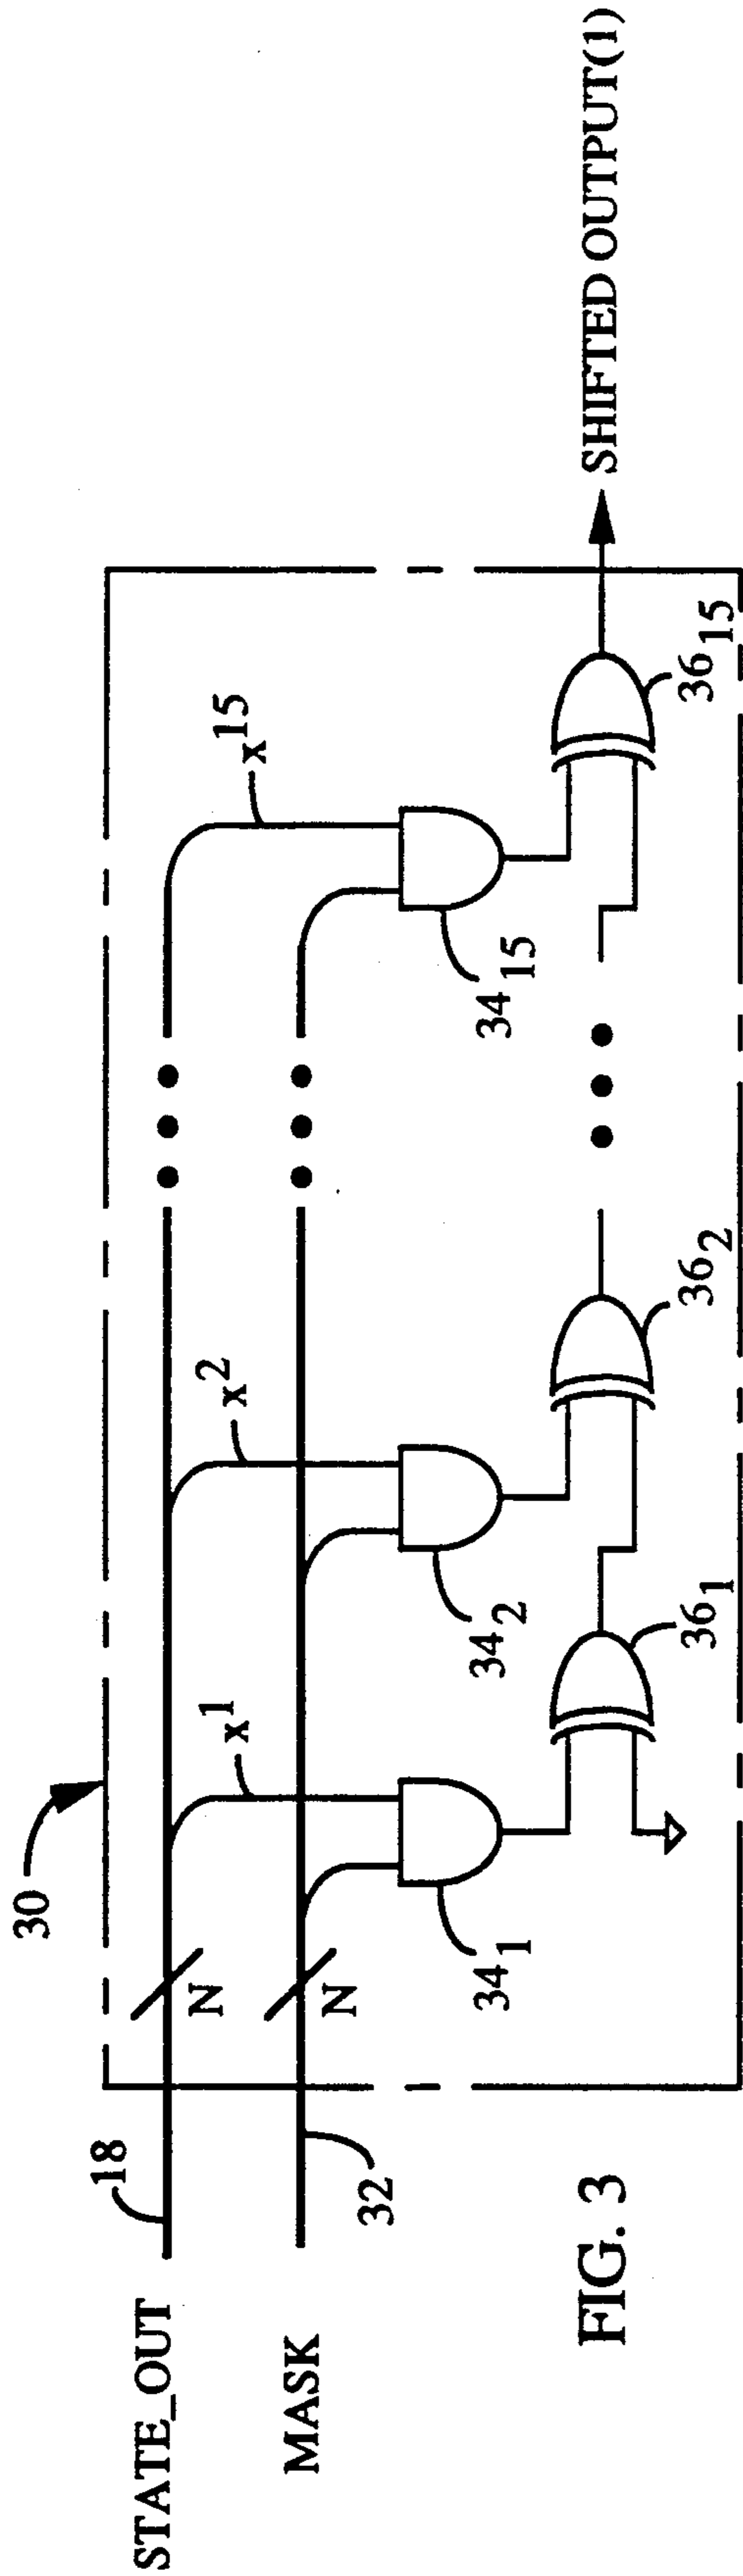 30
STATE_OUT
18
N
x¹
x²
x¹⁵
MASK
32
N
34₁
34₂
34₁₅
36₁
36₂
36₁₅
SHIFTED OUTPUT(1)
FIG. 3